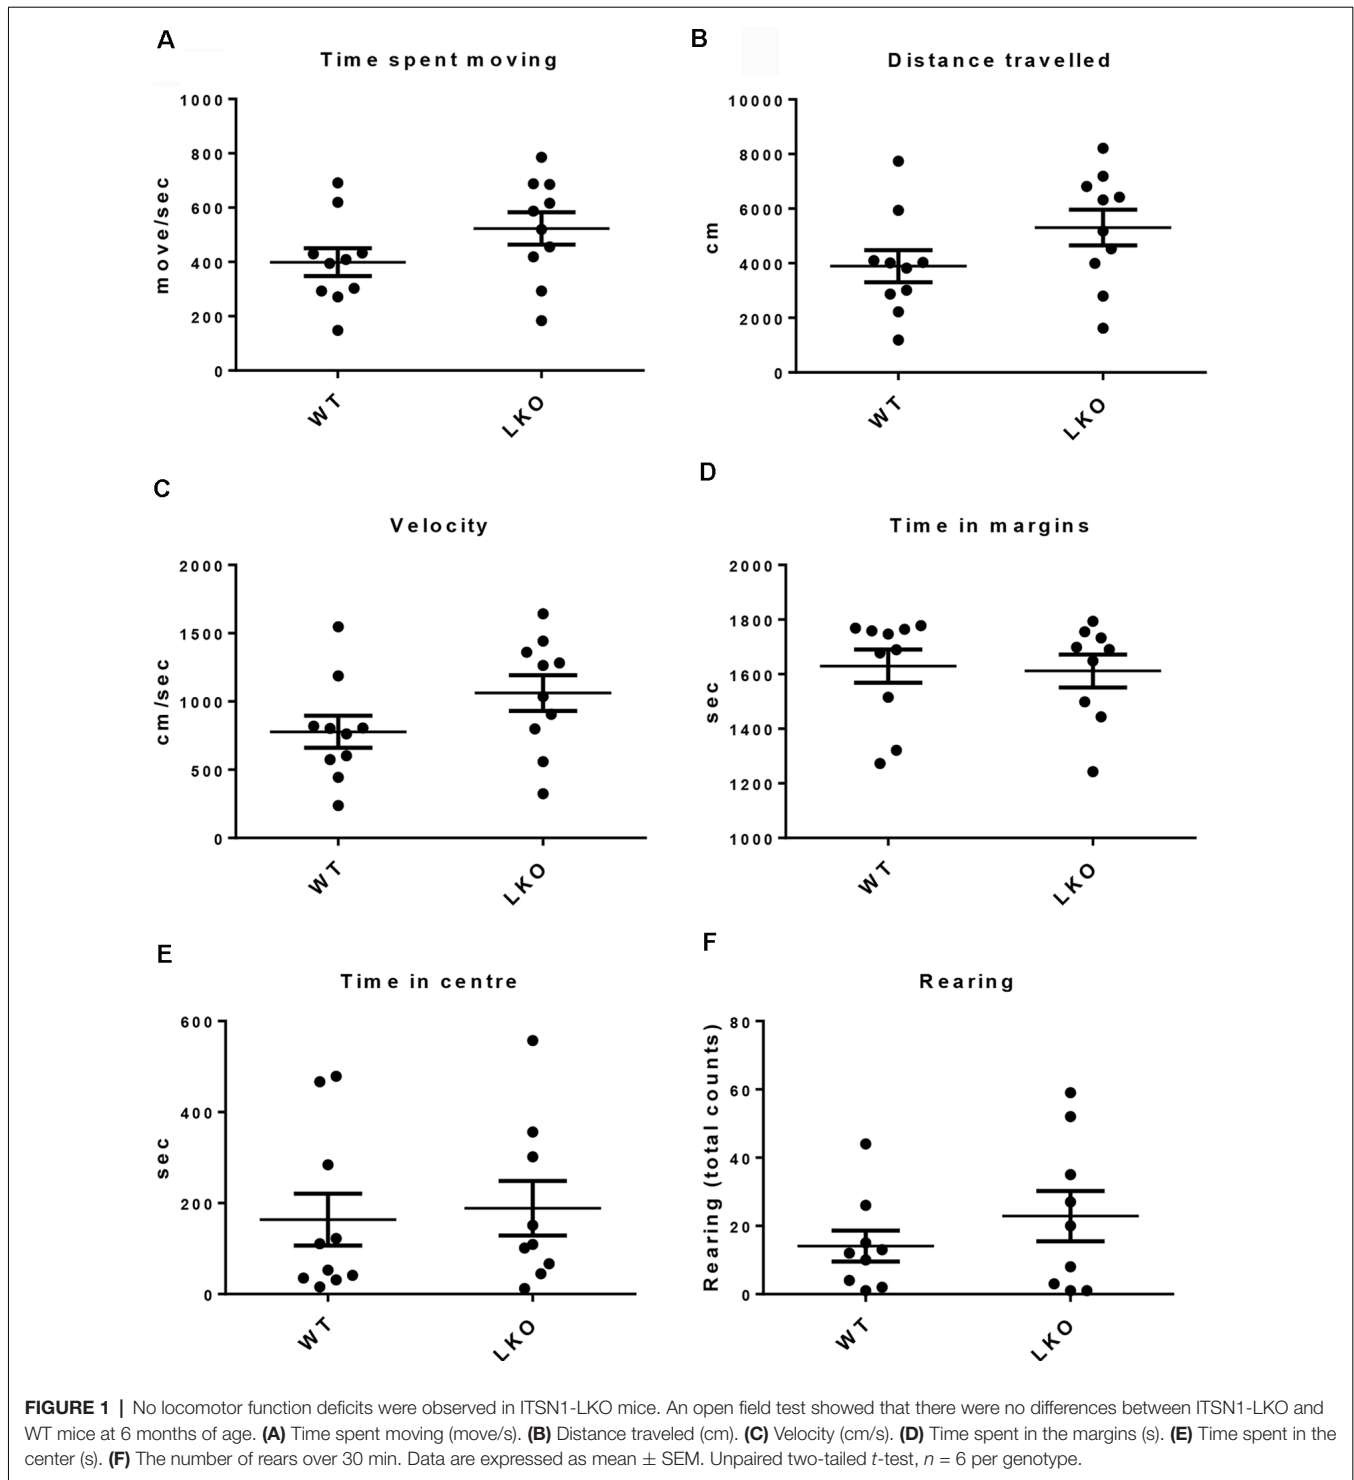 A
Time spent moving
1000
800
600
400
200
0
move/sec
WT
LKO
B
Distance travelled
10000
8000
6000
4000
2000
0
cm
WT
LKO
C
Velocity
2000
1500
1000
500
0
cm/sec
WT
LKO
D
Time in margins
2000
1800
1600
1400
1200
1000
sec
WT
LKO
E
Time in centre
600
400
200
0
sec
WT
LKO
F
Rearing
80
60
40
20
0
Rearing (total counts)
WT
LKO
FIGURE 1 | No locomotor function deficits were observed in ITSN1-LKO mice. An open field test showed that there were no differences between ITSN1-LKO and
WT mice at 6 months of age. (A) Time spent moving (move/s). (B) Distance traveled (cm). (C) Velocity (cm/s). (D) Time spent in the margins (s). (E) Time spent in the
center (s). (F) The number of rears over 30 min. Data are expressed as mean ± SEM. Unpaired two-tailed t-test, n = 6 per genotype.